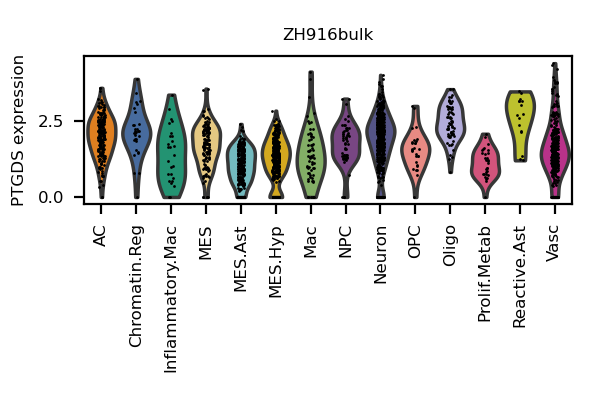 ZH916bulk
PTGDS expression
2.5
0.0
AC
Chromatin.Reg
Inflammatory.Mac
MES
MES.Ast
MES.Hyp
Mac
NPC
Neuron
OPC
Oligo
Prolif.Metab
Reactive.Ast
Vasc